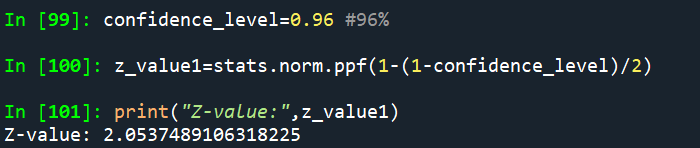 In [99]: confidence_level=0.96 #96%
In [100]: z_value1=stats.norm.ppf(1-(1-confidence_level)/2)
In [101]: print("Z-value:",z_value1)
Z-value: 2.0537489106318225